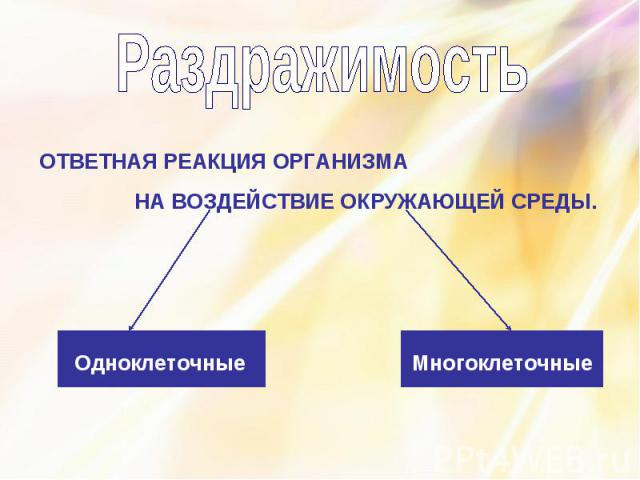 Раздражимость
ОТВЕТНАЯ РЕАКЦИЯ ОРГАНИЗМА
НА ВОЗДЕЙСТВИЕ ОКРУЖАЮЩЕЙ СРЕДЫ.
Одноклеточные Многоклеточные
PPt4WEB.ru